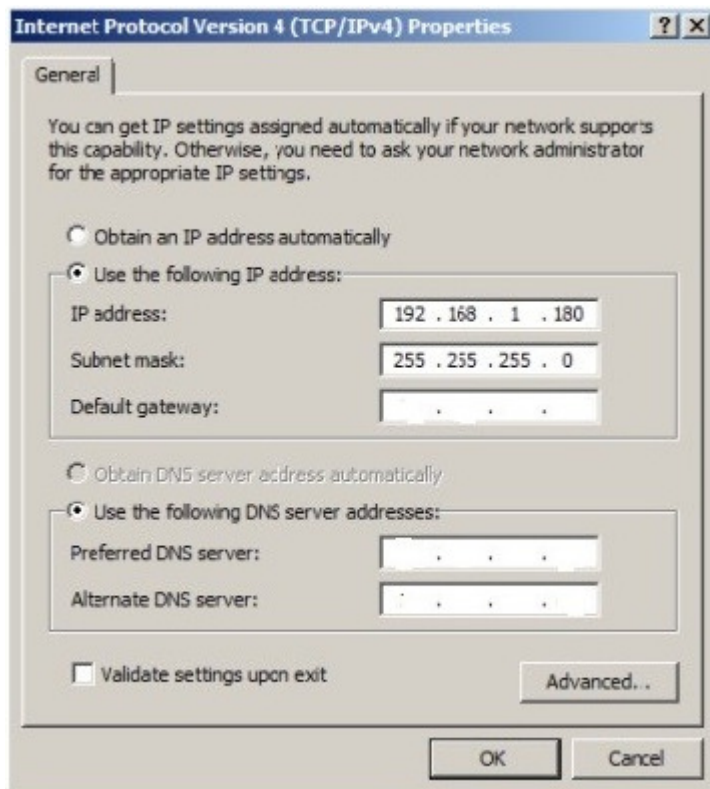 Internet Protocol Version 4 (TCP/IPv4) Properties
General
You can get IP settings assigned automatically if your network supports
this capability. Otherwise, you need to ask your network administrator
for the appropriate IP settings.
Obtain an IP address automatically
Use the following IP address:
IP address: 192 . 168 . 1 . 180
Subnet mask: 255 . 255 . 255 . 0
Default gateway: . . .
Obtain DNS server address automatically
Use the following DNS server addresses:
Preferred DNS server: . . .
Alternate DNS server: . . .
Validate settings upon exit
Advanced. .
OK
Cancel